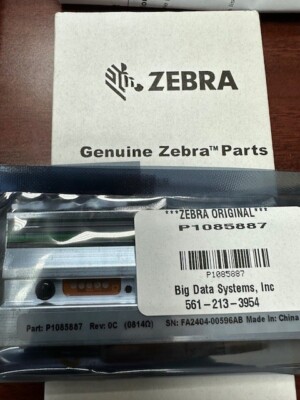 ZEBRA
Genuine Zebra™ Parts
***ZEBRA ORIGINAL***
P1085887
P1085887
Big Data Systems, Inc
561-213-3954
Part: P1085887 Rev: 0C (0814Ω) SN: FA2404-00596AB Made In: China